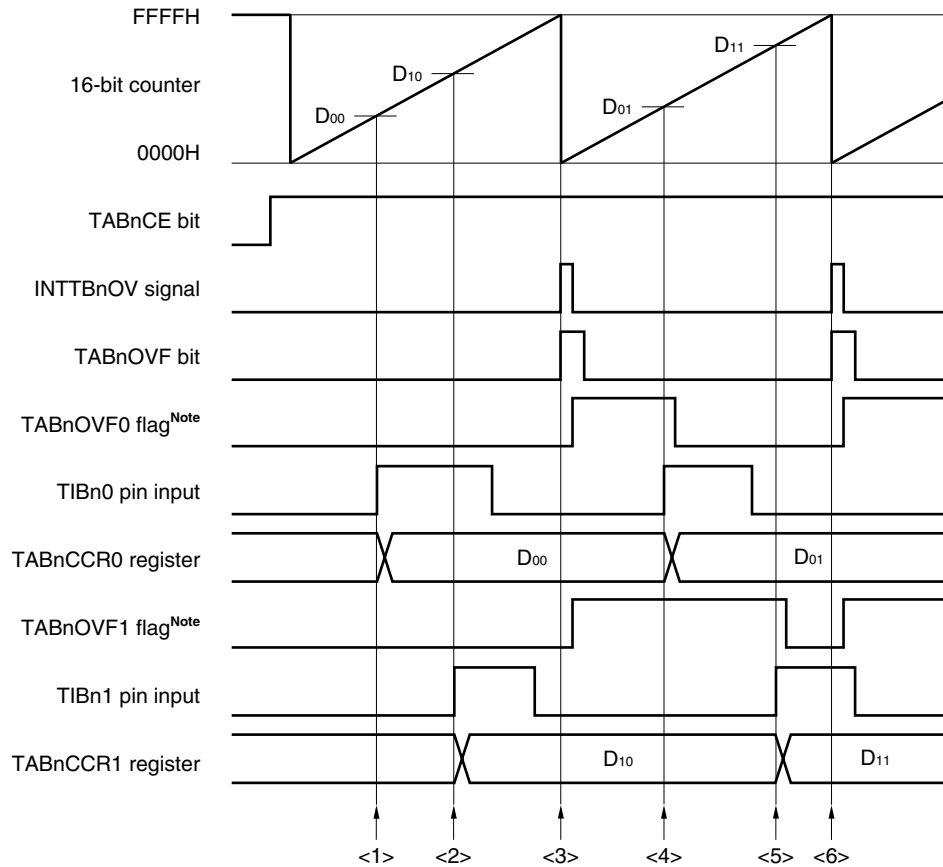 FFFFH
D11
D10
16-bit counter
D01
D00
0000H
TABnCE bit
INTTBnOV signal
TABnOVF bit
TABnOVF0 flagNote
TIBn0 pin input
TABnCCR0 register
D00
D01
TABnOVF1 flagNote
TIBn1 pin input
TABnCCR1 register
D10
D11
<1> <2> <3> <4> <5> <6>